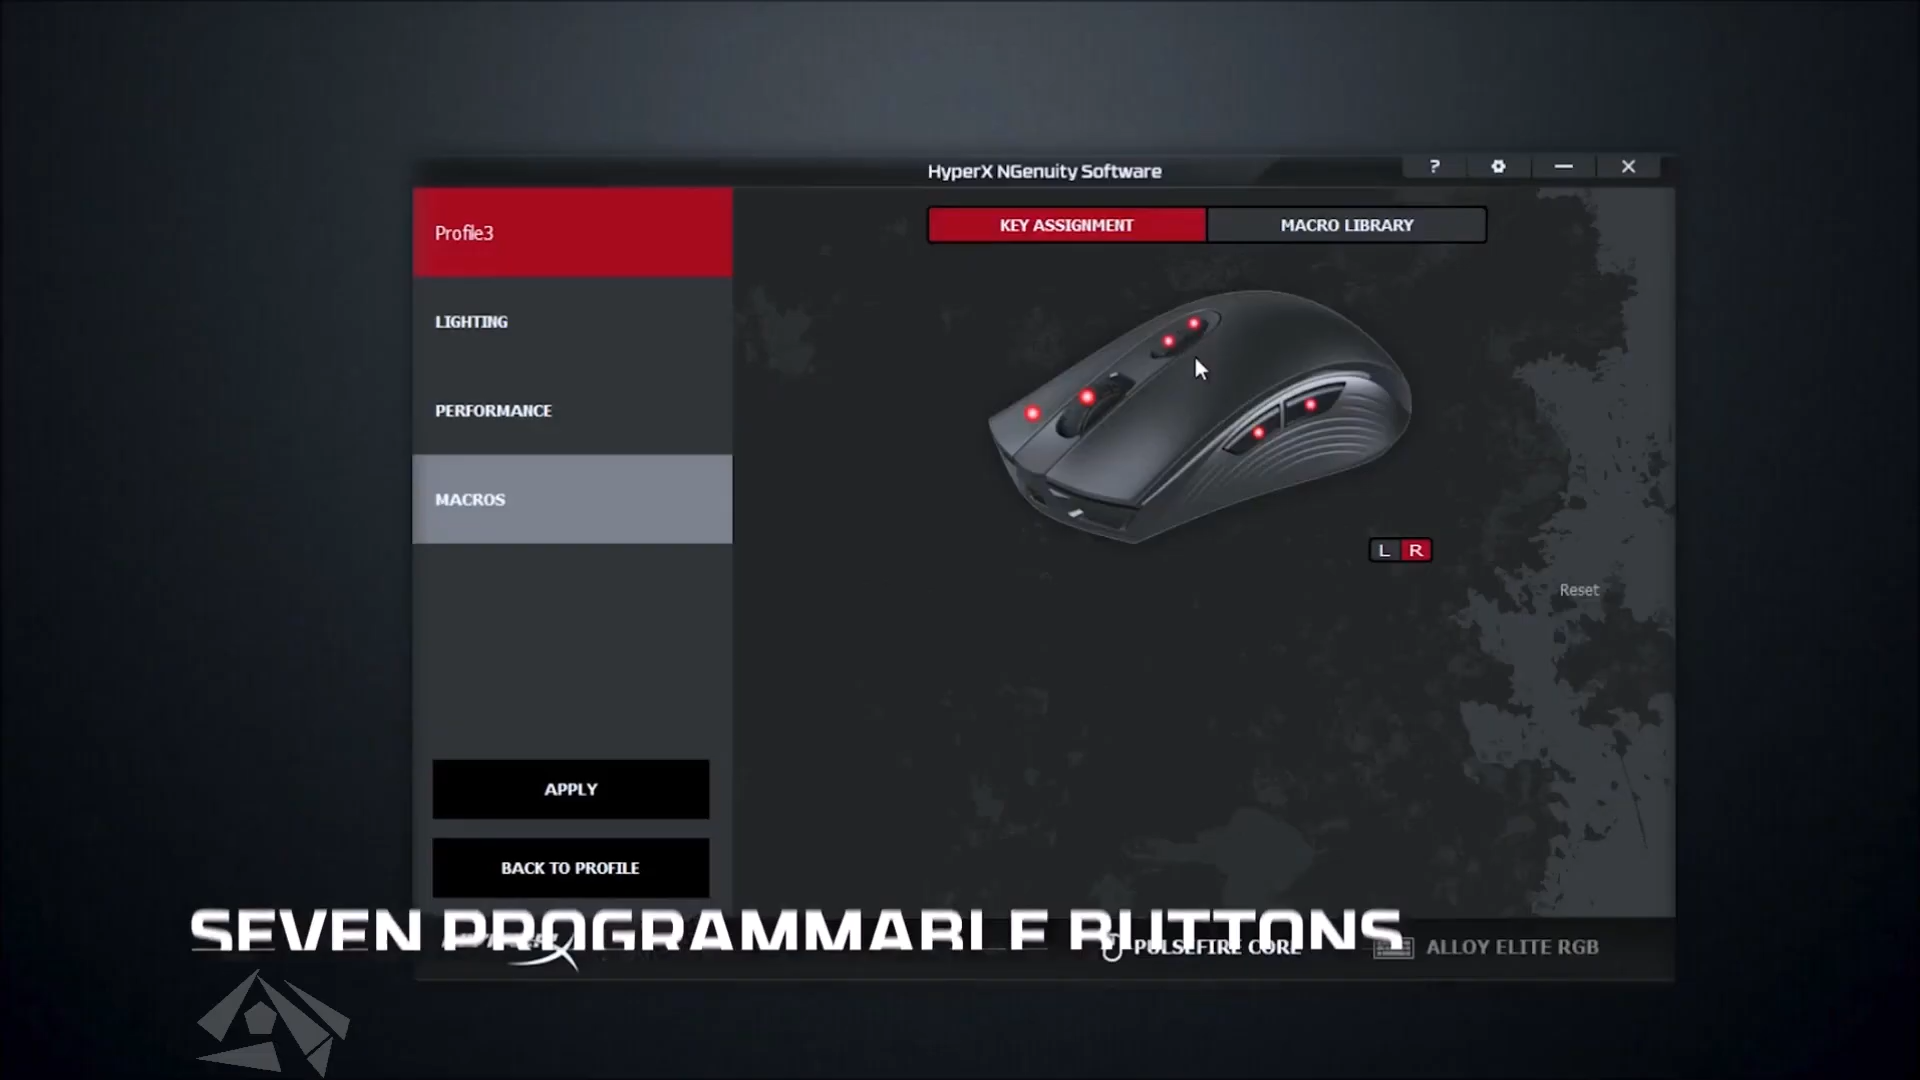 HyperX NGenuity Software
?
Profile3
KEY ASSIGNMENT
MACRO LIBRARY
LIGHTING
PERFORMANCE
MACROS
L R
Reset
APPLY
BACK TO PROFILE
SEVEN PROGRAMMABLE BUTTONS
PULSEFIRE CORE
ALLOY ELITE RGB